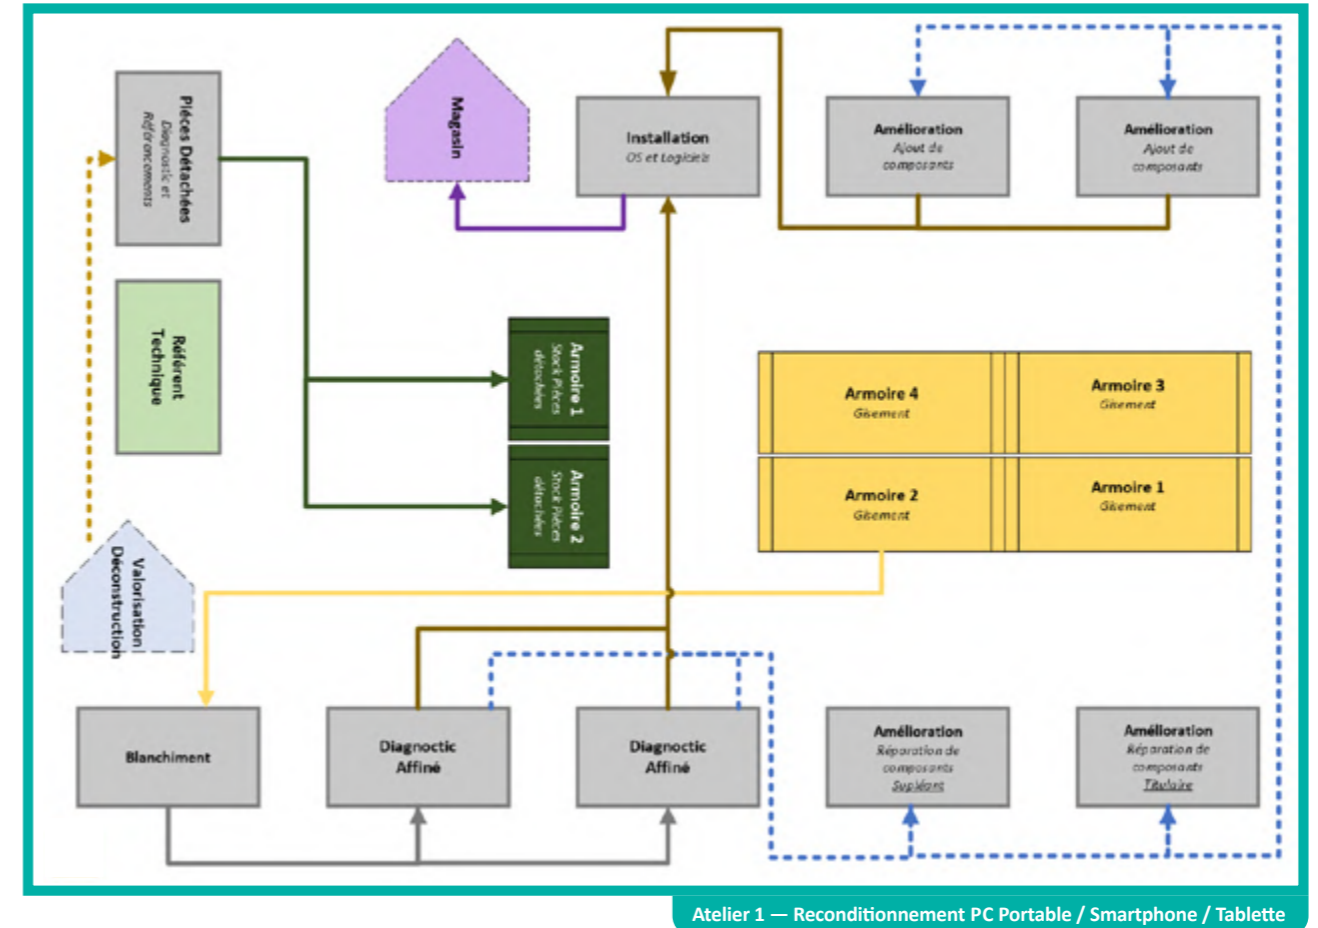 Pièces Détachées
Diagnostic et
Référencements
Magasin
Installation
OS et Logiciels
Amélioration
Ajout de
composants
Amélioration
Ajout de
composants
Référent
Technique
Armoire 1
Stock Pièces
détachées
Armoire 2
Stock Pièces
détachées
Armoire 4
Gisement
Armoire 3
Gisement
Armoire 2
Gisement
Armoire 1
Gisement
Valorisation
Déconstruction
Blanchiment
Diagnoctic
Affiné
Diagnoctic
Affiné
Amélioration
Réparation de
composants
Supléant
Amélioration
Réparation de
composants
Titulaire
Atelier 1 — Reconditionnement PC Portable / Smartphone / Tablette